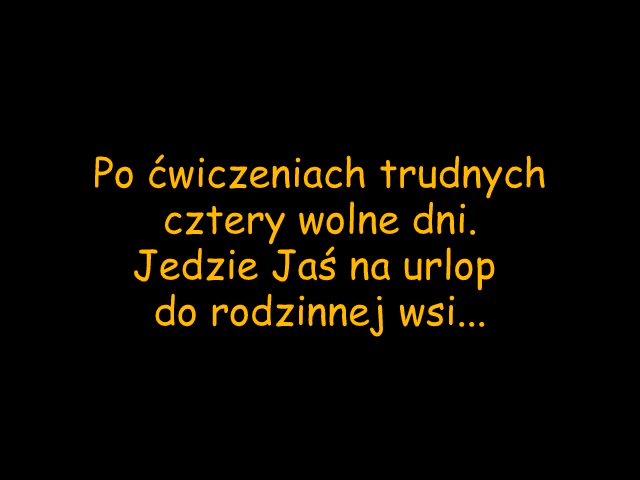 Po ćwiczeniach trudnych
cztery wolne dni.
Jedzie Jaś na urlop
do rodzinnej wsi...